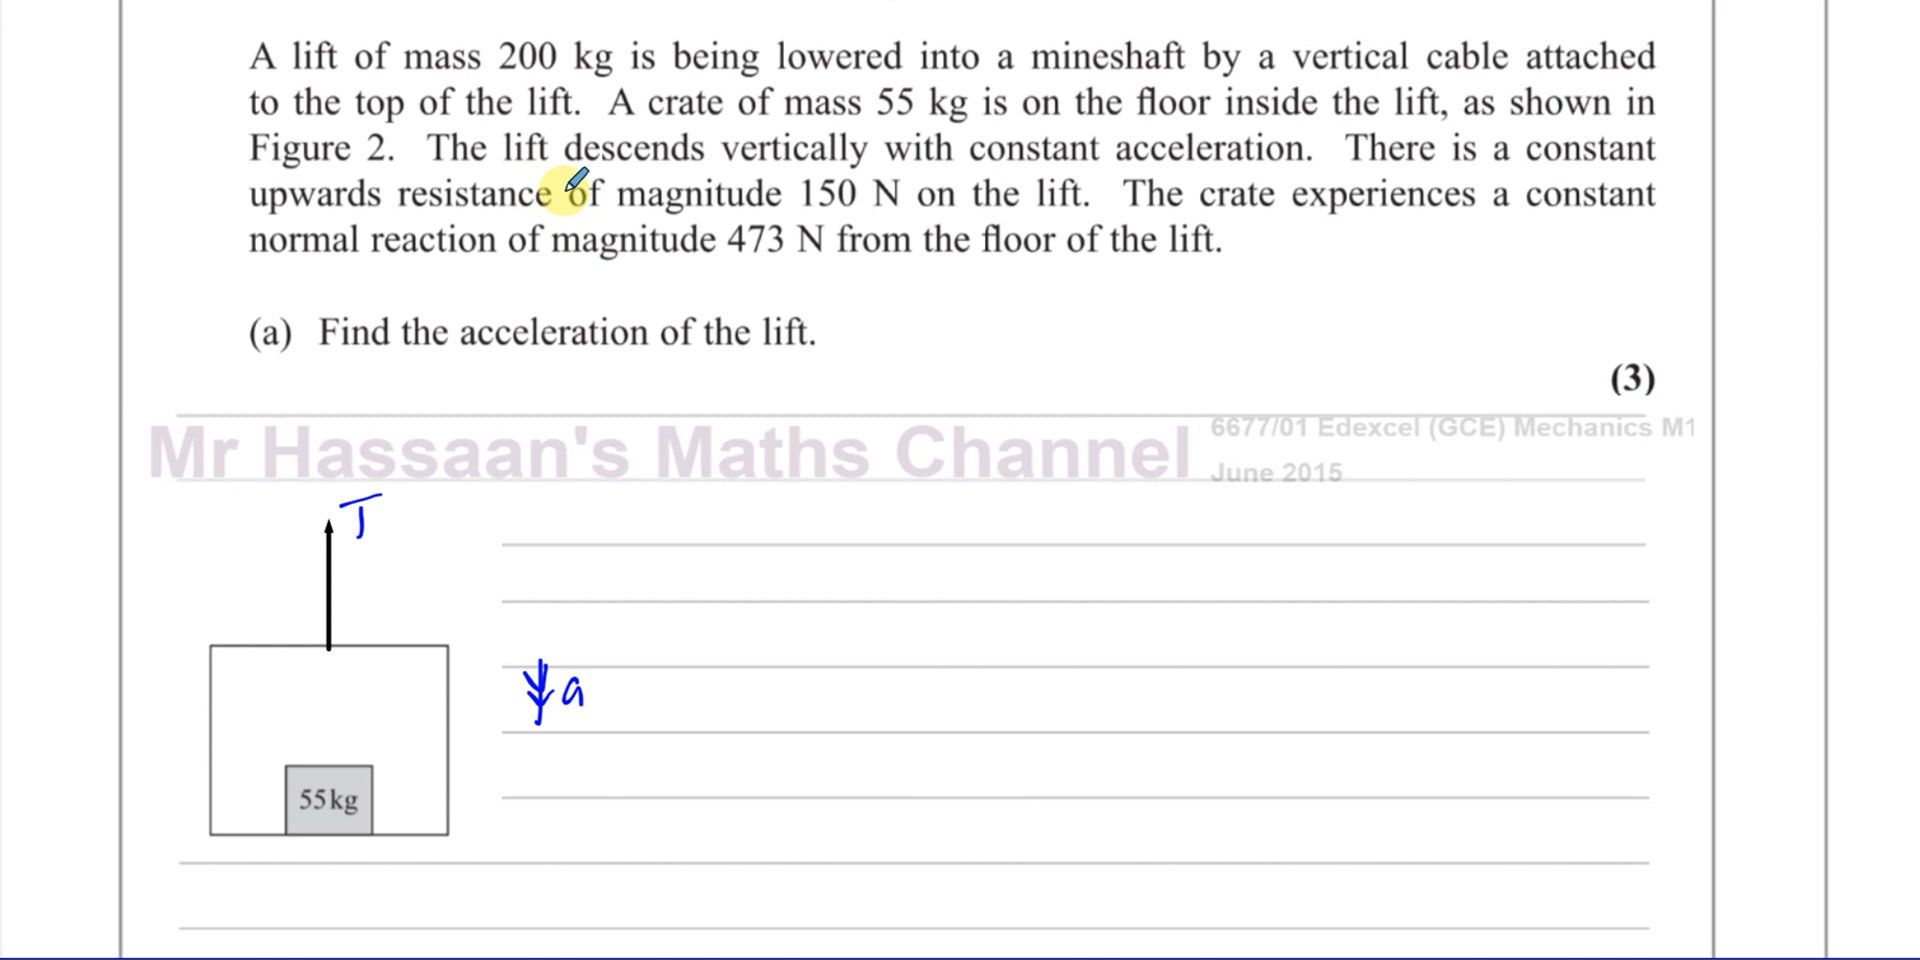 A lift of mass 200 kg is being lowered into a mineshaft by a vertical cable attached
to the top of the lift. A crate of mass 55 kg is on the floor inside the lift, as shown in
Figure 2. The lift descends vertically with constant acceleration. There is a constant
upwards resistance of magnitude 150 N on the lift. The crate experiences a constant
normal reaction of magnitude 473 N from the floor of the lift.
(a) Find the acceleration of the lift.
(3)
Mr Hassaan's Maths Channel
6677/01 Edexcel (GCE) Mechanics M1
June 2015
T
a
55kg